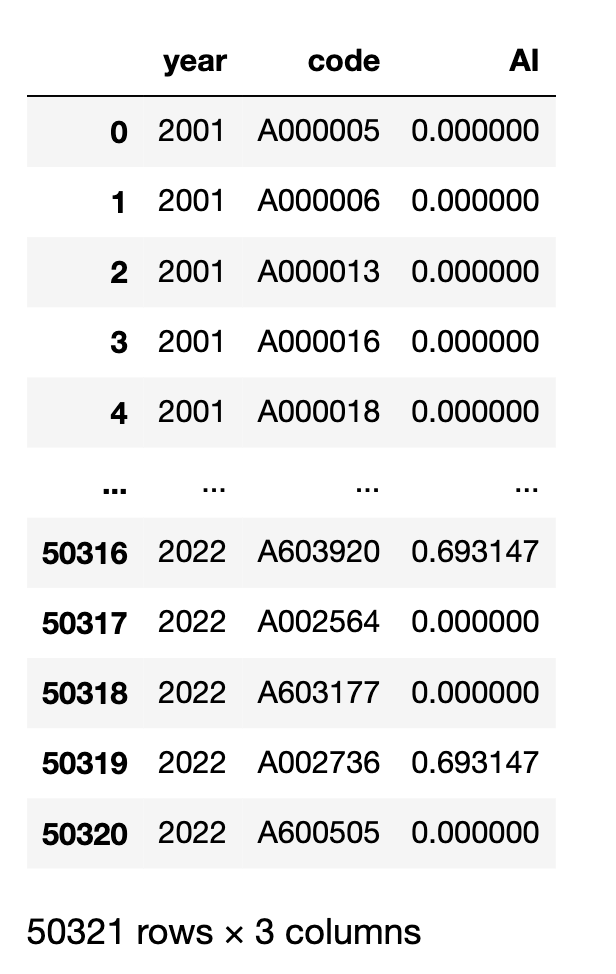 year code AI
0 2001 A000005 0.000000
1 2001 A000006 0.000000
2 2001 A000013 0.000000
3 2001 A000016 0.000000
4 2001 A000018 0.000000
... ... ... ...
50316 2022 A603920 0.693147
50317 2022 A002564 0.000000
50318 2022 A603177 0.000000
50319 2022 A002736 0.693147
50320 2022 A600505 0.000000
50321 rows × 3 columns